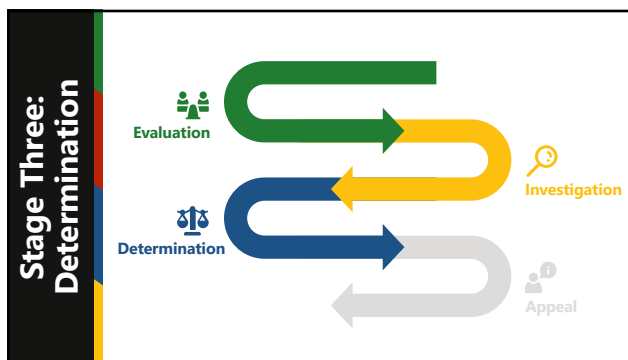 Stage Three:
Determination
Evaluation
Investigation
Determination
Appeal